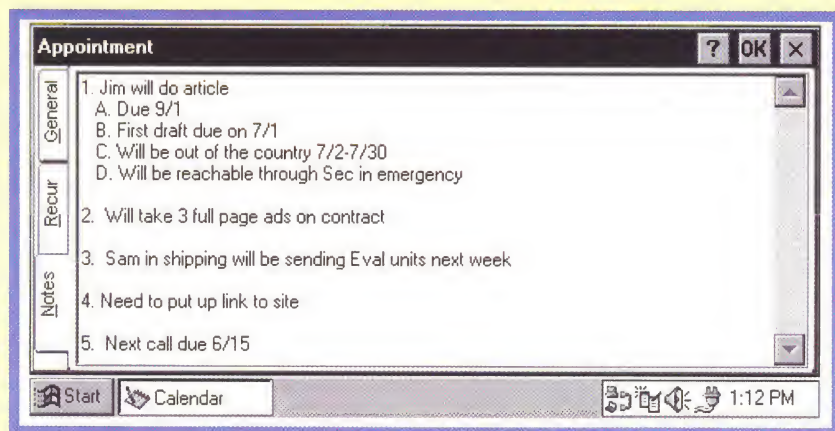 Appointment ? OK ×
General
Recur
Notes
1. Jim will do article
A. Due 9/1
B. First draft due on 7/1
C. Will be out of the country 7/2-7/30
D. Will be reachable through Sec in emergency
2. Will take 3 full page ads on contract
3. Sam in shipping will be sending Eval units next week
4. Need to put up link to site
5. Next call due 6/15
Start Calendar 1:12 PM